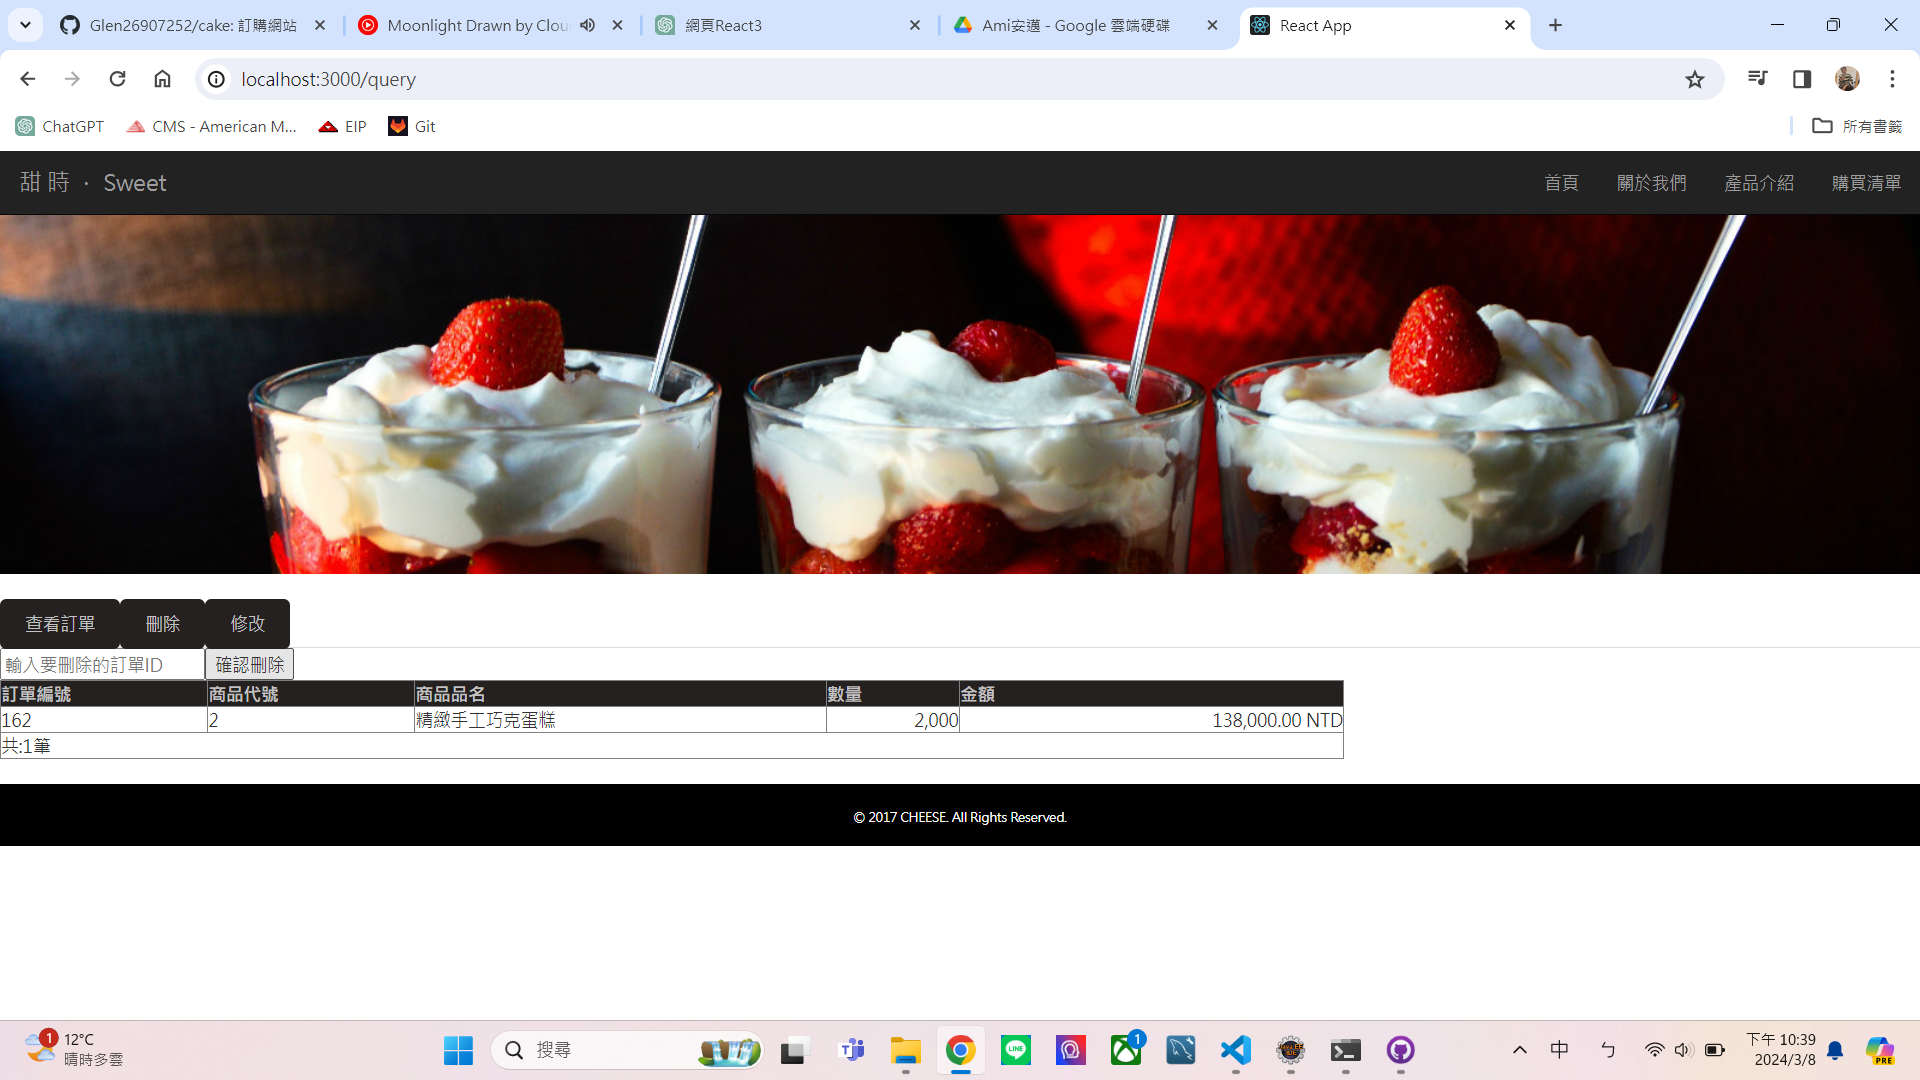 Glen26907252/cake: 訂購網站
Moonlight Drawn by Clou
網頁React3
Ami安邁 - Google 雲端硬碟
React App
localhost:3000/query
ChatGPT
CMS - American M...
EIP
Git
所有書籤
甜 時 · Sweet
首頁
關於我們
產品介紹
購買清單
查看訂單
刪除
修改
輸入要刪除的訂單ID
確認刪除
訂單編號 商品代號 商品品名 數量 金額
162 2 精緻手工巧克蛋糕 2,000 138,000.00 NTD
共:1筆
© 2017 CHEESE. All Rights Reserved.
1
12°C
晴時多雲
搜尋
LINE
1
中
ㄅ
下午 10:39
2024/3/8
PRE